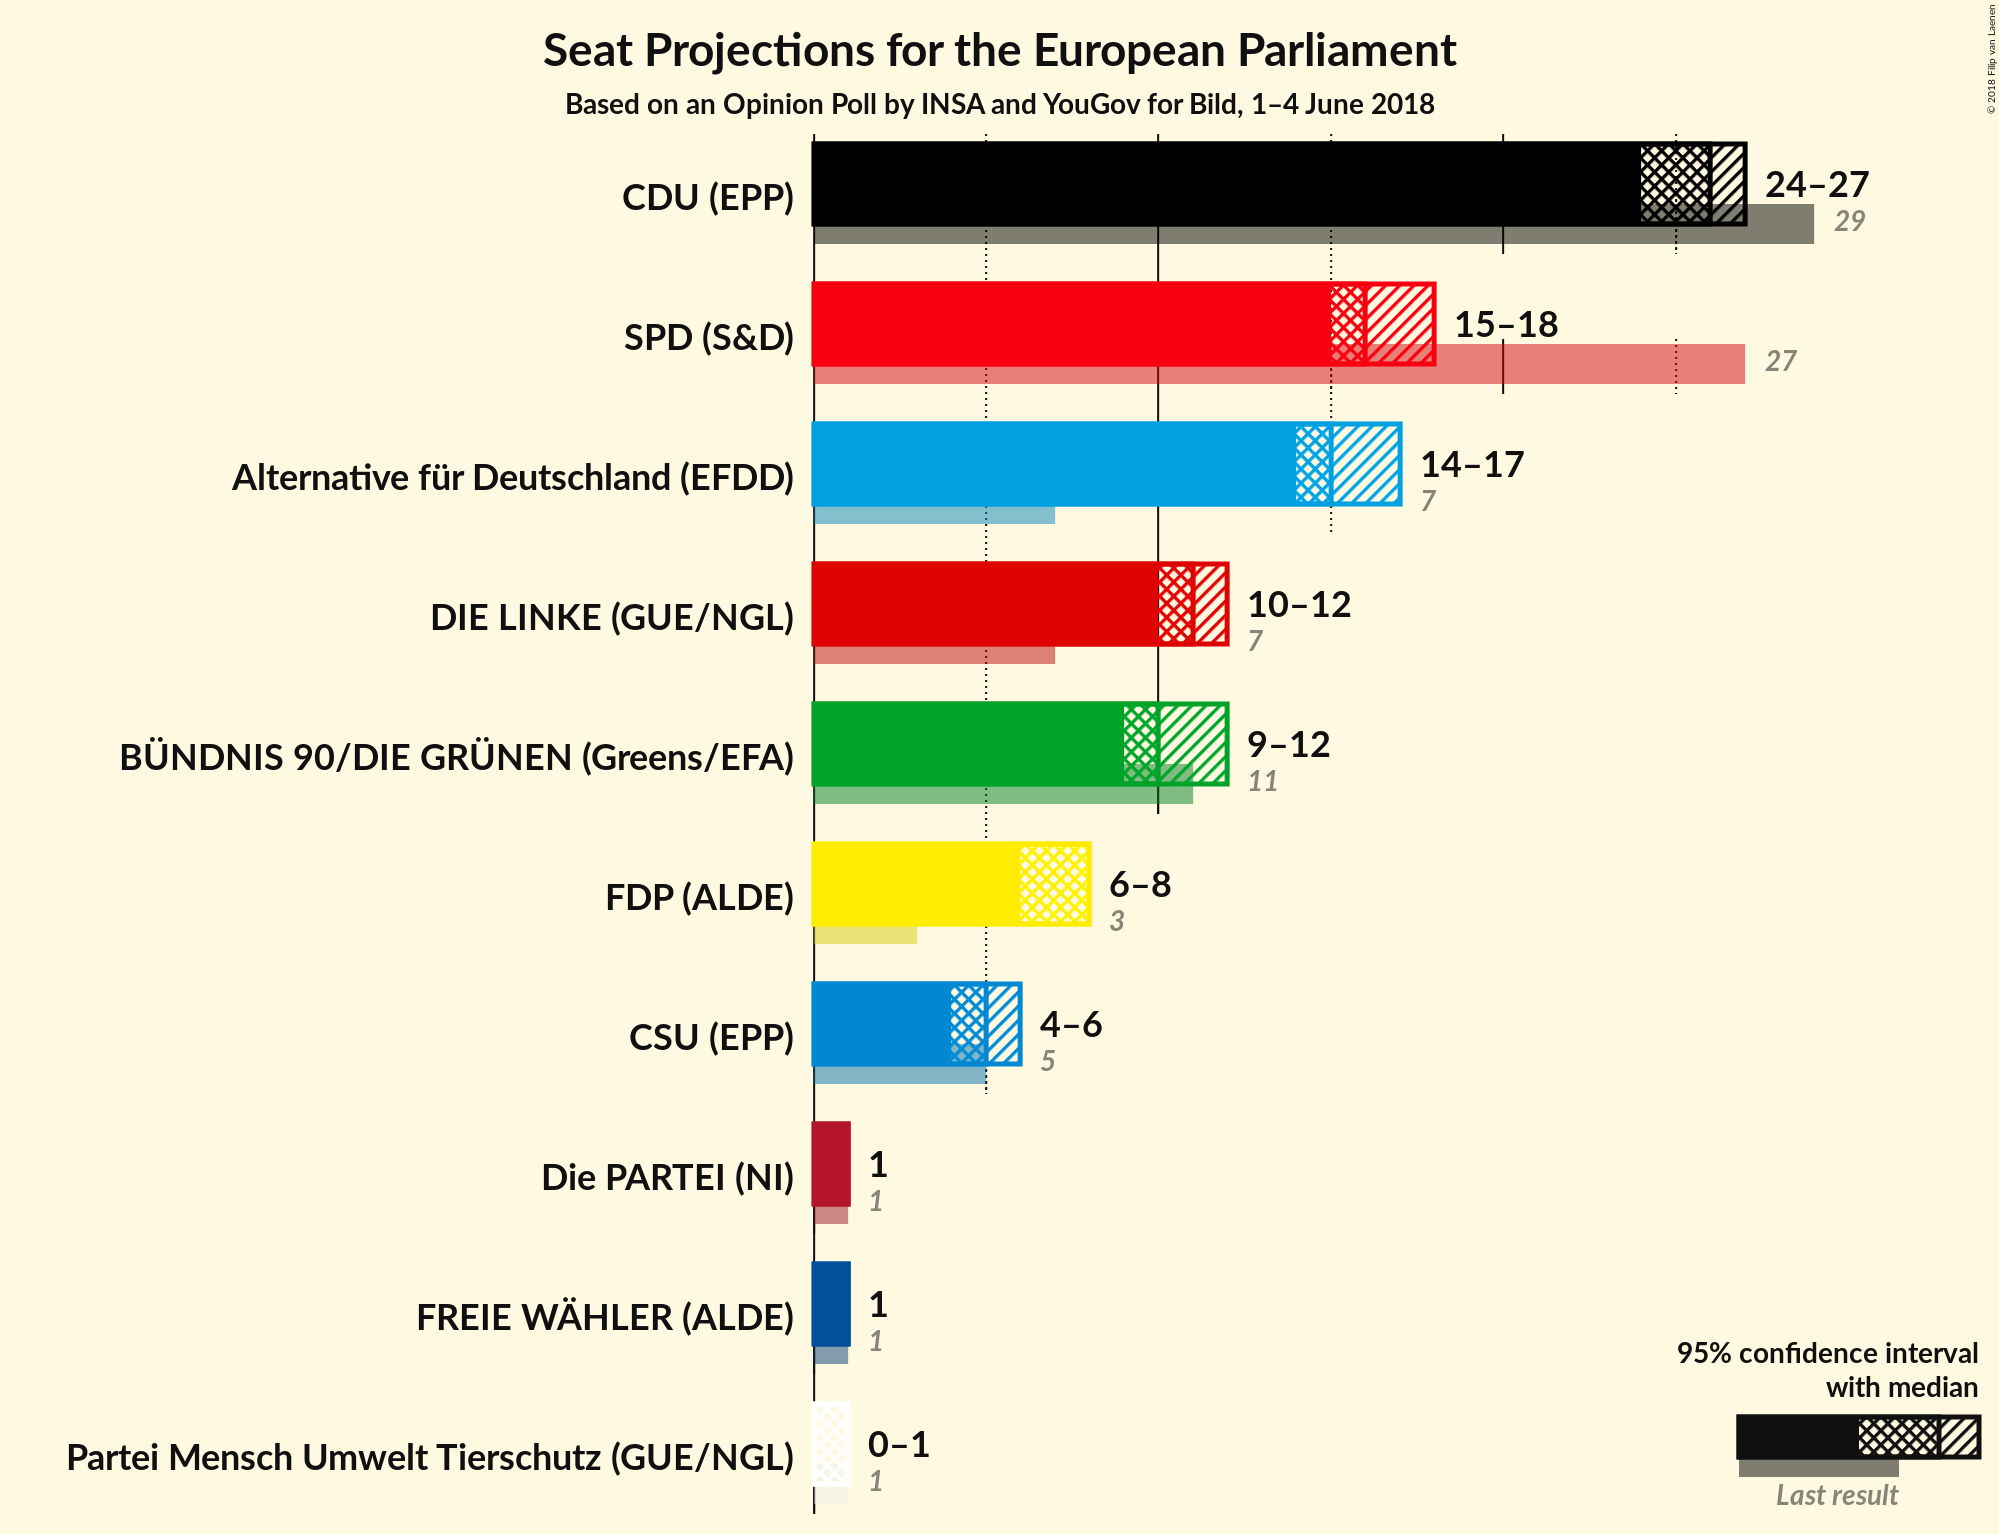 Seat Projections for the European Parliament
Based on an Opinion Poll by INSA and YouGov for Bild, 1–4 June 2018
© 2018 Filip van Laenen
CDU (EPP)
24–27
29
SPD (S&D)
15–18
27
Alternative für Deutschland (EFDD)
14–17
7
DIE LINKE (GUE/NGL)
10–12
7
BÜNDNIS 90/DIE GRÜNEN (Greens/EFA)
9–12
11
FDP (ALDE)
6–8
3
CSU (EPP)
4–6
5
Die PARTEI (NI)
1
1
FREIE WÄHLER (ALDE)
1
1
Partei Mensch Umwelt Tierschutz (GUE/NGL)
0–1
1
95% confidence interval
with median
Last result